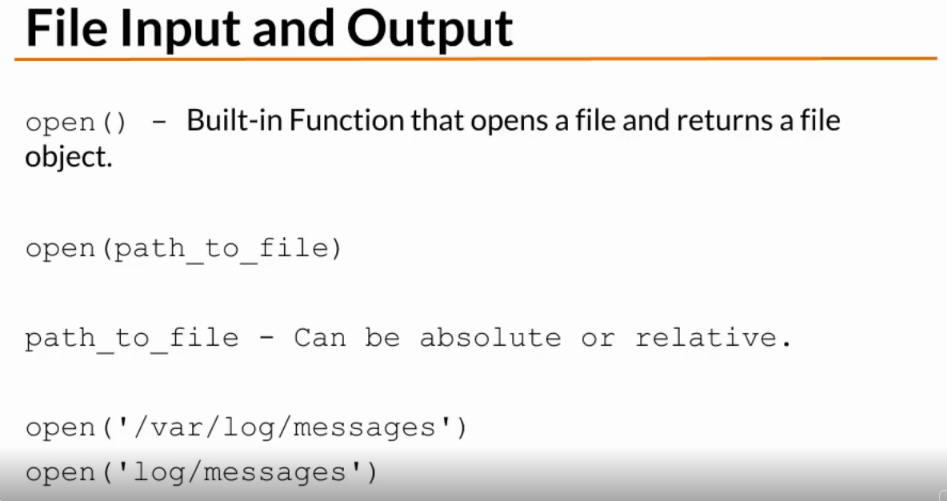 File Input and Output
open() - Built-in Function that opens a file and returns a file
object.
open(path_to_file)
path_to_file - Can be absolute or relative.
open('/var/log/messages')
open('log/messages')